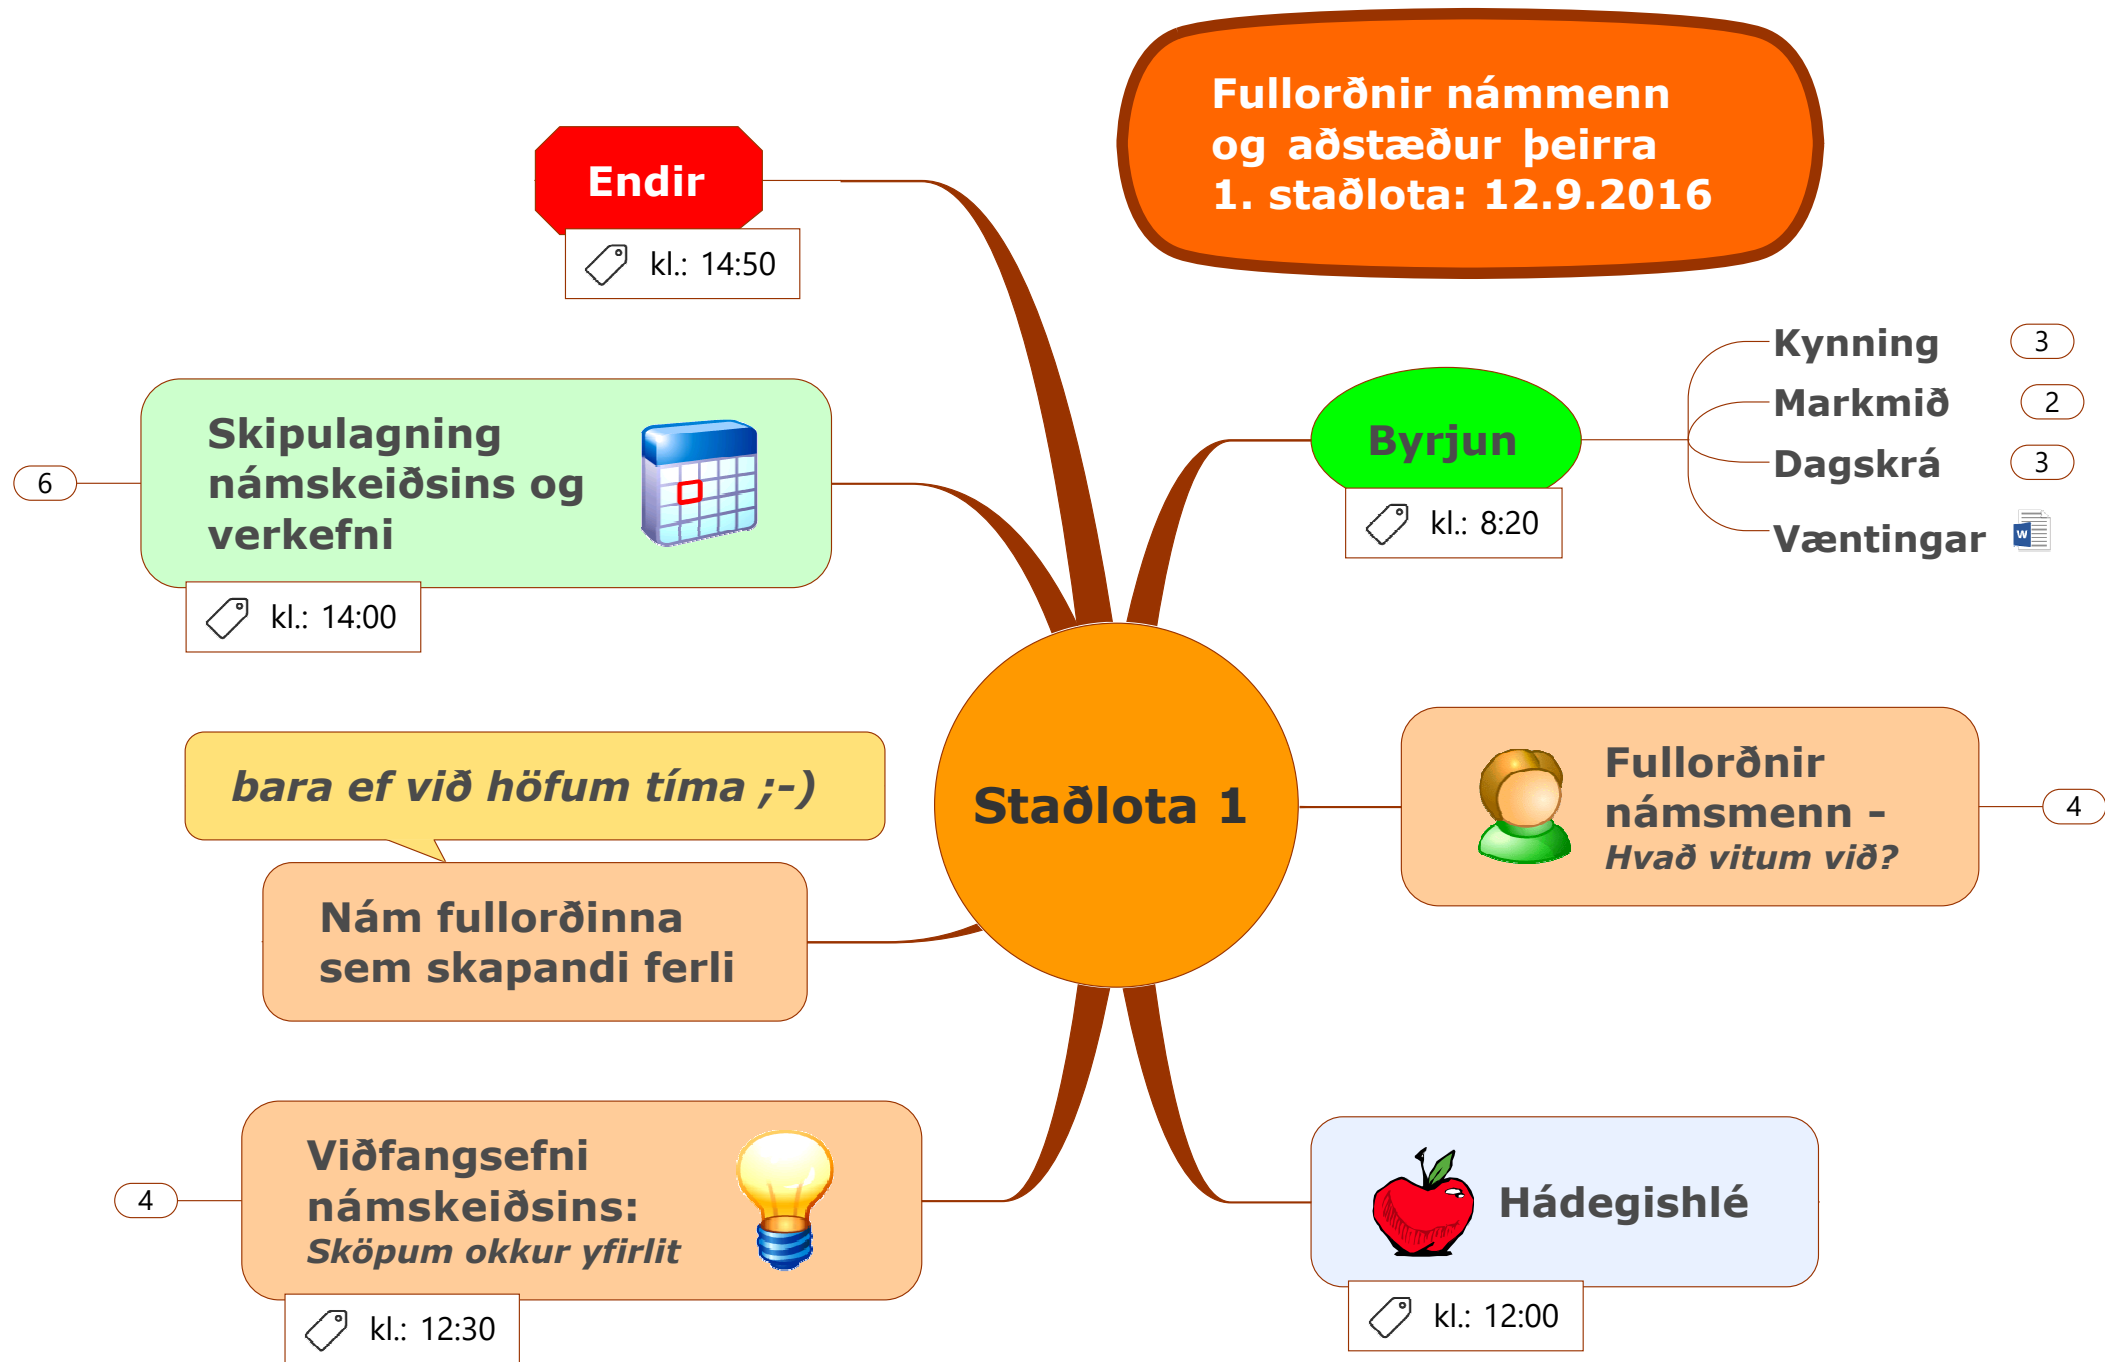 Fullorðnir námmenn
og aðstæður þeirra
1. staðlota: 12.9.2016
Staðlota 1
Byrjun
kl.: 8:20
Kynning 3
Markmið 2
Dagskrá 3
Væntingar W
Fullorðnir
námsmenn -
Hvað vitum við?
4
Hádegishlé
kl.: 12:00
Viðfangsefni
námskeiðsins:
Sköpum okkur yfirlit
4
kl.: 12:30
bara ef við höfum tíma ;-)
Nám fullorðinna
sem skapandi ferli
Skipulagning
námskeiðsins og
verkefni
6
kl.: 14:00
Endir
kl.: 14:50